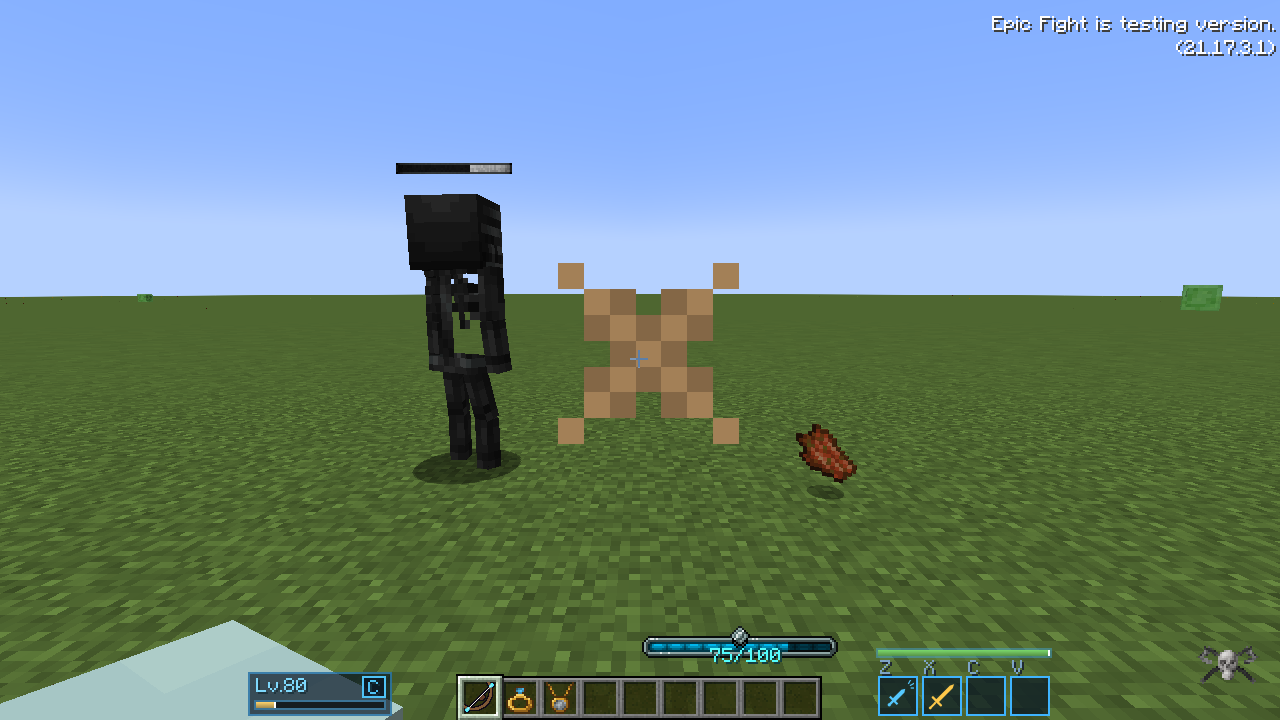 Epic Fight is testing version.
(21.17.3.1)
75/100
Lv.80
C
Z X C V